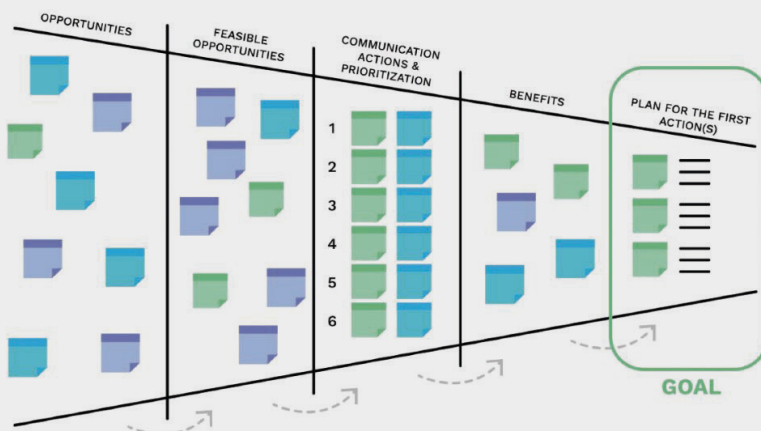 OPPORTUNITIES
FEASIBLE
OPPORTUNITIES
COMMUNICATION
ACTIONS &
PRIORITIZATION
1
2
3
4
5
6
BENEFITS
PLAN FOR THE FIRST
ACTION(S)
GOAL